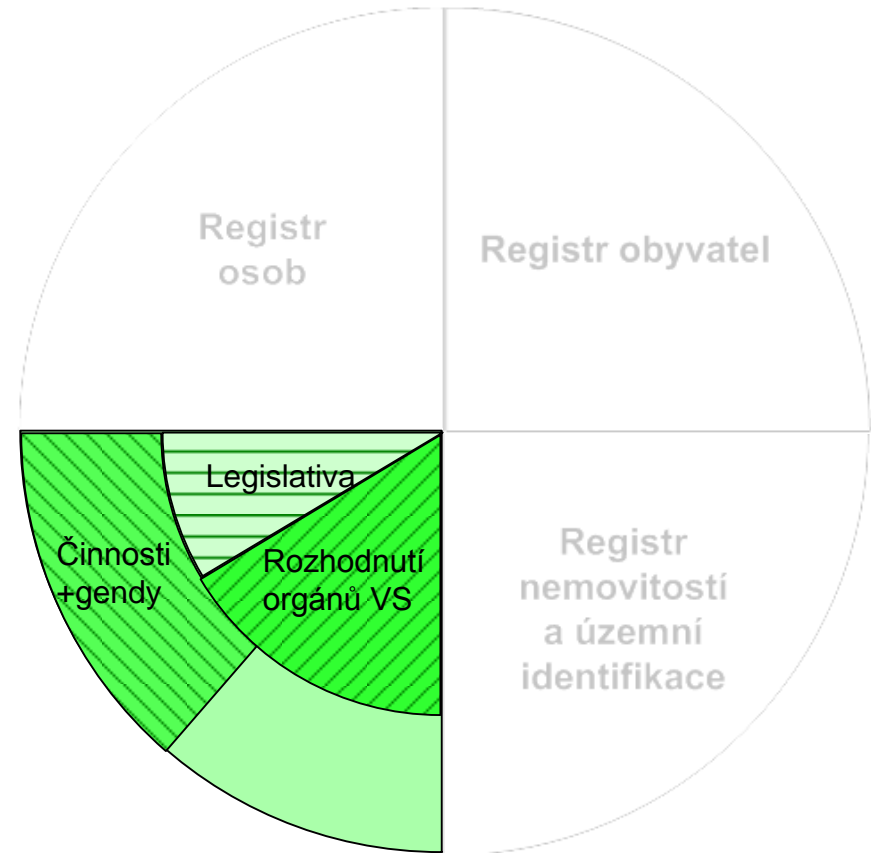 Registr
osob
Registr obyvatel
Legislativa
Činnosti
+gendy
Rozhodnutí
orgánů VS
Registr
nemovitostí
a územní
identifikace